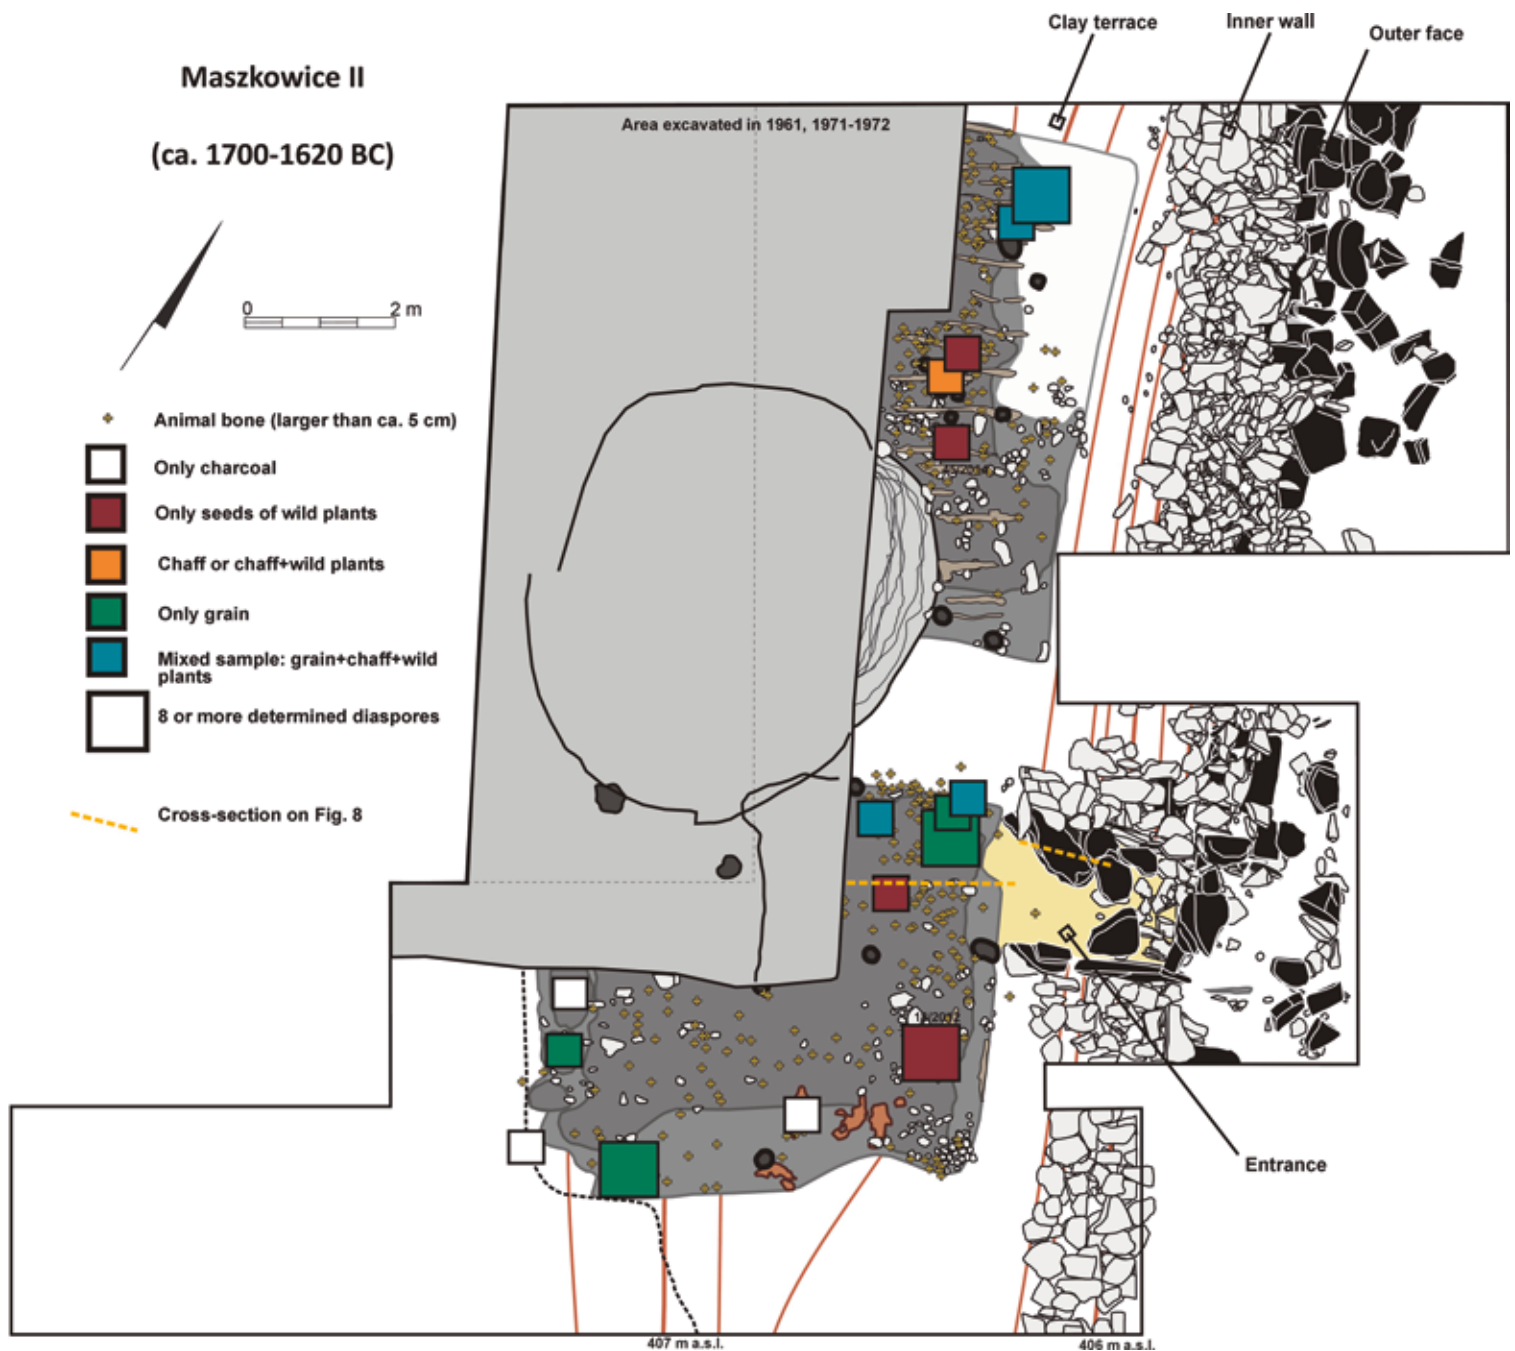 Clay terrace
Inner wall
Outer face
Maszkowice II
(ca. 1700-1620 BC)
Area excavated in 1961, 1971-1972
0
2 m
Animal bone (larger than ca. 5 cm)
Only charcoal
Only seeds of wild plants
Chaff or chaff+wild plants
Only grain
Mixed sample: grain+chaff+wild
plants
8 or more determined diaspores
Cross-section on Fig. 8
Entrance
407 m a.s.l.
406 m a.s.l.